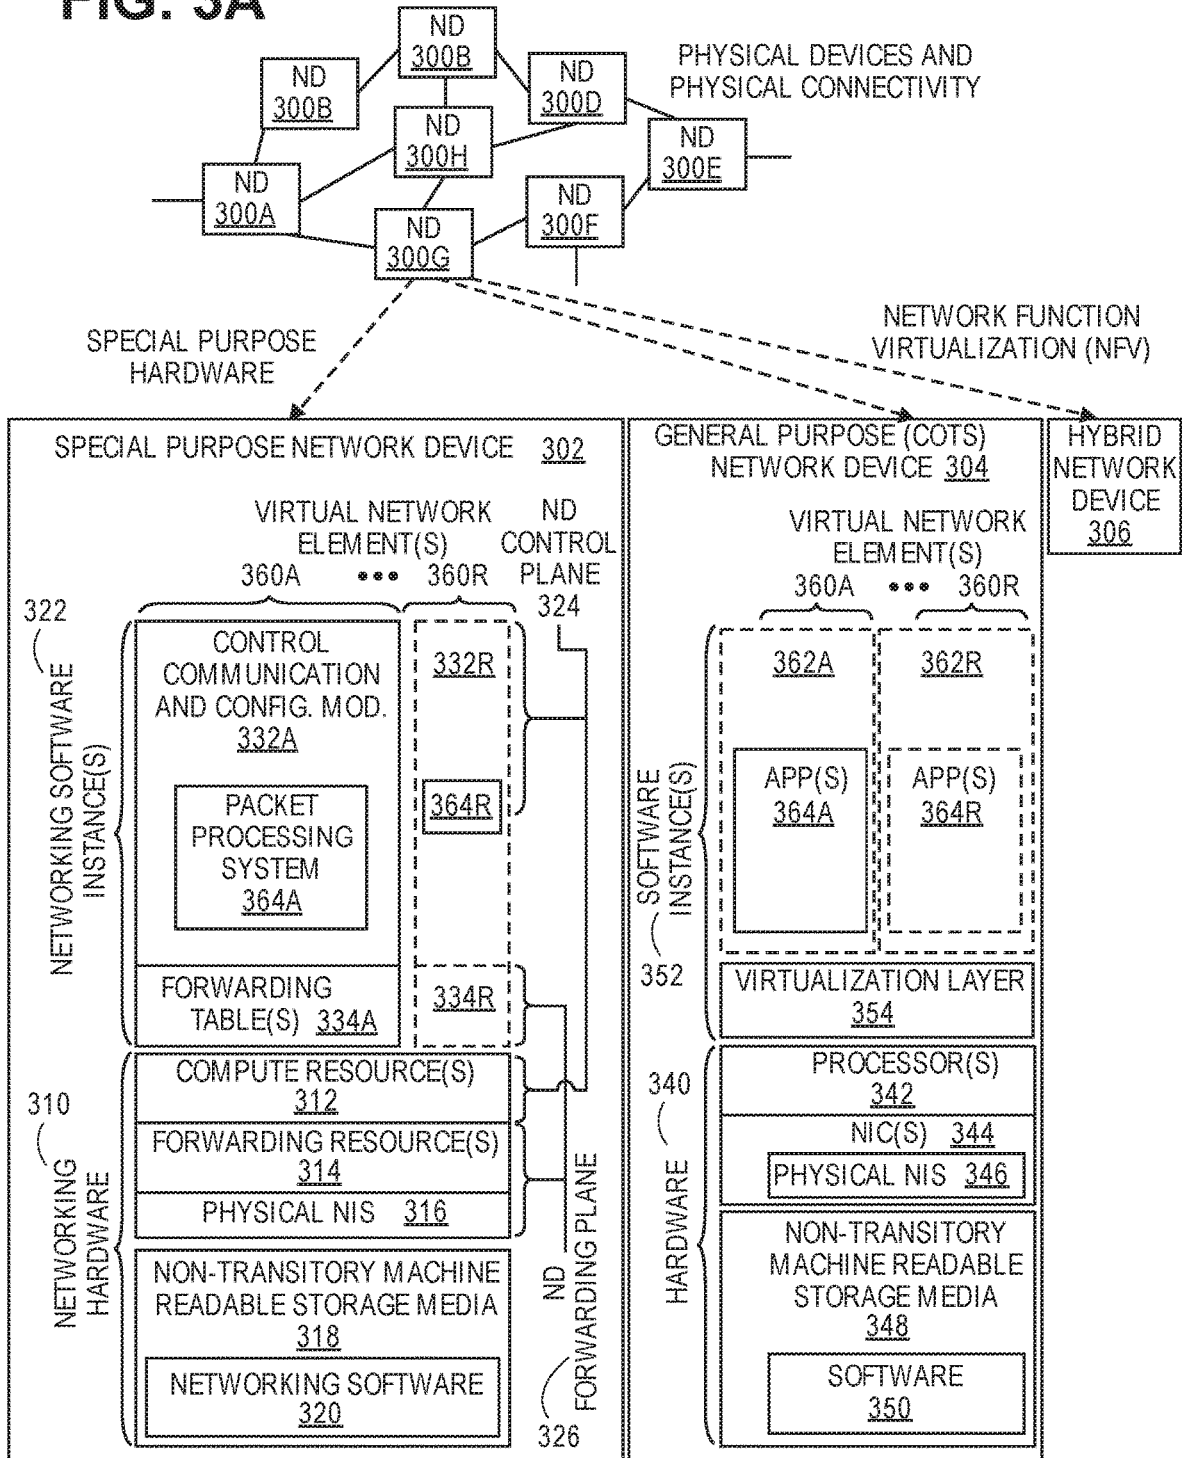 FIG. 3A
ND
300B
ND
300B
ND
300D
PHYSICAL DEVICES AND
PHYSICAL CONNECTIVITY
ND
300H
ND
300E
ND
300A
ND
300F
ND
300G
SPECIAL PURPOSE
HARDWARE
NETWORK FUNCTION
VIRTUALIZATION (NFV)
SPECIAL PURPOSE NETWORK DEVICE 302
VIRTUAL NETWORK
ELEMENT(S)
360A ••• 360R
ND
CONTROL
PLANE
324
322
NETWORKING SOFTWARE
INSTANCE(S)
CONTROL
COMMUNICATION
AND CONFIG. MOD.
332A
PACKET
PROCESSING
SYSTEM
364A
332R
364R
FORWARDING
TABLE(S) 334A
334R
310
NETWORKING
HARDWARE
COMPUTE RESOURCE(S)
312
FORWARDING RESOURCE(S)
314
PHYSICAL NIS 316
NON-TRANSITORY MACHINE
READABLE STORAGE MEDIA
318
NETWORKING SOFTWARE
320
ND
FORWARDING PLANE
326
GENERAL PURPOSE (COTS)
NETWORK DEVICE 304
VIRTUAL NETWORK
ELEMENT(S)
360A ••• 360R
SOFTWARE
INSTANCE(S)
352
362A
362R
APP(S)
364A
APP(S)
364R
VIRTUALIZATION LAYER
354
340
HARDWARE
PROCESSOR(S)
342
NIC(S) 344
PHYSICAL NIS 346
NON-TRANSITORY
MACHINE READABLE
STORAGE MEDIA
348
SOFTWARE
350
HYBRID
NETWORK
DEVICE
306